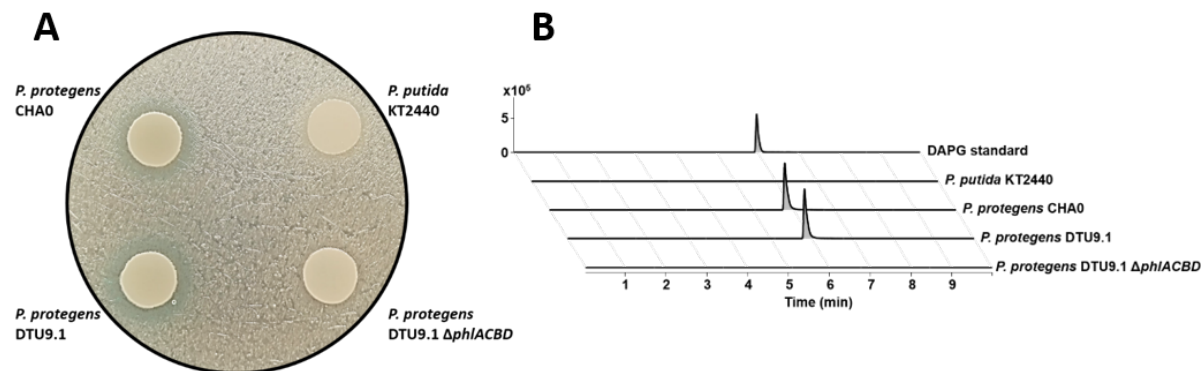 A
B
P. protegens
CHA0
P. putida
KT2440
P. protegens
DTU9.1
P. protegens
DTU9.1 ΔphlACBD
x10⁵
5
0
DAPG standard
P. putida KT2440
P. protegens CHA0
P. protegens DTU9.1
P. protegens DTU9.1 ΔphlACBD
1 2 3 4 5 6 7 8 9
Time (min)